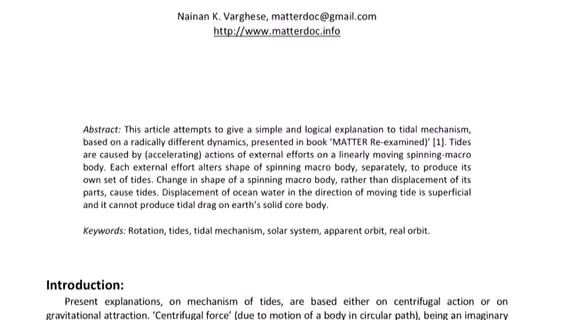 Nainan K. Varghese, matterdoc@gmail.com
http://www.matterdoc.info
Abstract: This article attempts to give a simple and logical explanation to tidal mechanism,
based on a radically different dynamics, presented in book ‘MATTER Re-examined)’ [1]. Tides
are caused by (accelerating) actions of external efforts on a linearly moving spinning-macro
body. Each external effort alters shape of spinning macro body, separately, to produce its
own set of tides. Change in shape of a spinning macro body, rather than displacement of its
parts, cause tides. Displacement of ocean water in the direction of moving tide is superficial
and it cannot produce tidal drag on earth’s solid core body.
Keywords: Rotation, tides, tidal mechanism, solar system, apparent orbit, real orbit.
Introduction:
Present explanations, on mechanism of tides, are based either on centrifugal action or on
gravitational attraction. ‘Centrifugal force’ (due to motion of a body in circular path), being an imaginary